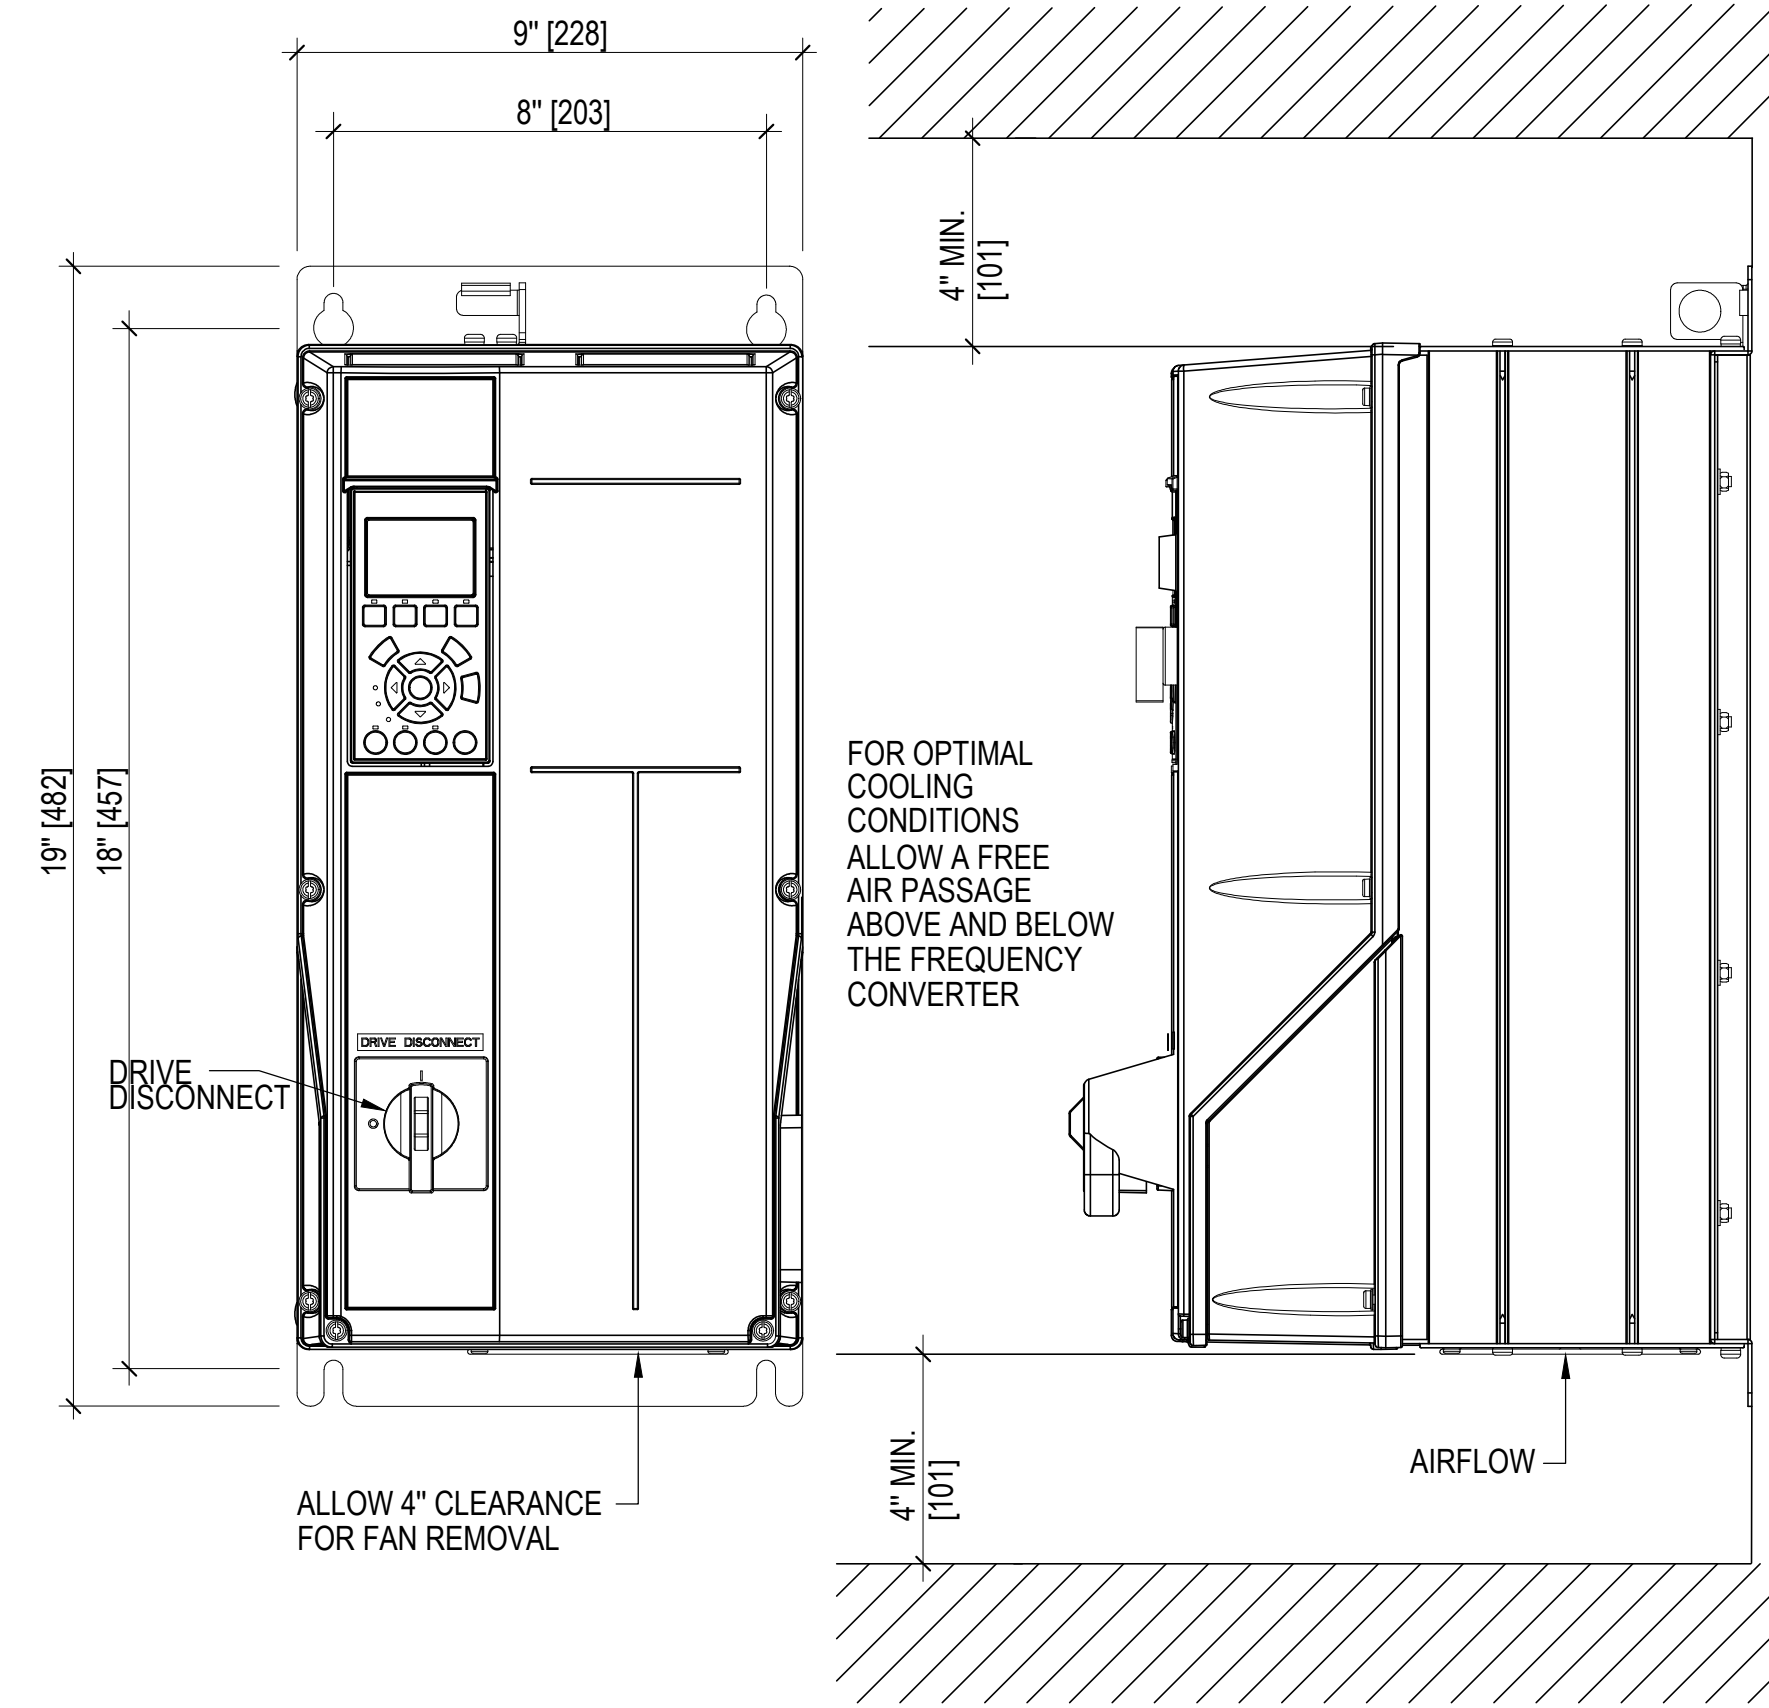 9" [228]
8" [203]
4" MIN.
[101]
19" [482]
18" [457]
FOR OPTIMAL
COOLING
CONDITIONS
ALLOW A FREE
AIR PASSAGE
ABOVE AND BELOW
THE FREQUENCY
CONVERTER
DRIVE DISCONNECT
DRIVE
DISCONNECT
I
O
4" MIN.
[101]
AIRFLOW
ALLOW 4" CLEARANCE
FOR FAN REMOVAL